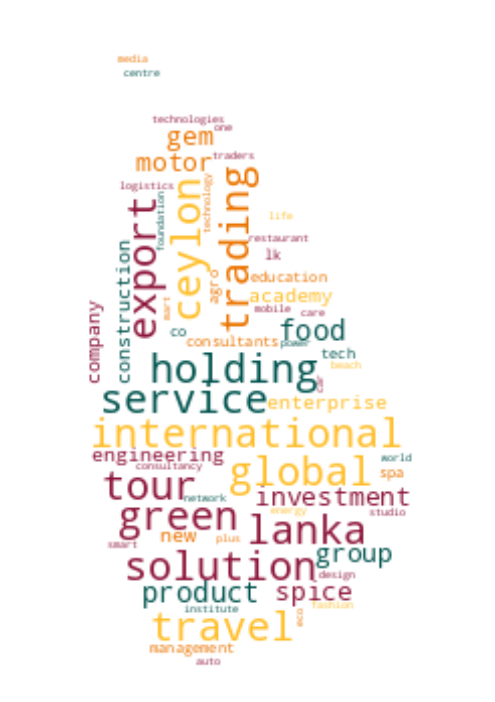 media
centre
technologies
one
gem
motor
traders
logistics
export
ceylon
trading
technology
foundation
life
restaurant
lk
construction
agro
education
academy
mart
mobile
care
company
co
food
consultants
power
tech
beach
holding
service
enterprise
international
engineering
consultancy
global
world
spa
tour
network
investment
green
energy
studio
lanka
new
plus
smart
group
solution
design
product
spice
institute
fashion
eco
travel
management
auto